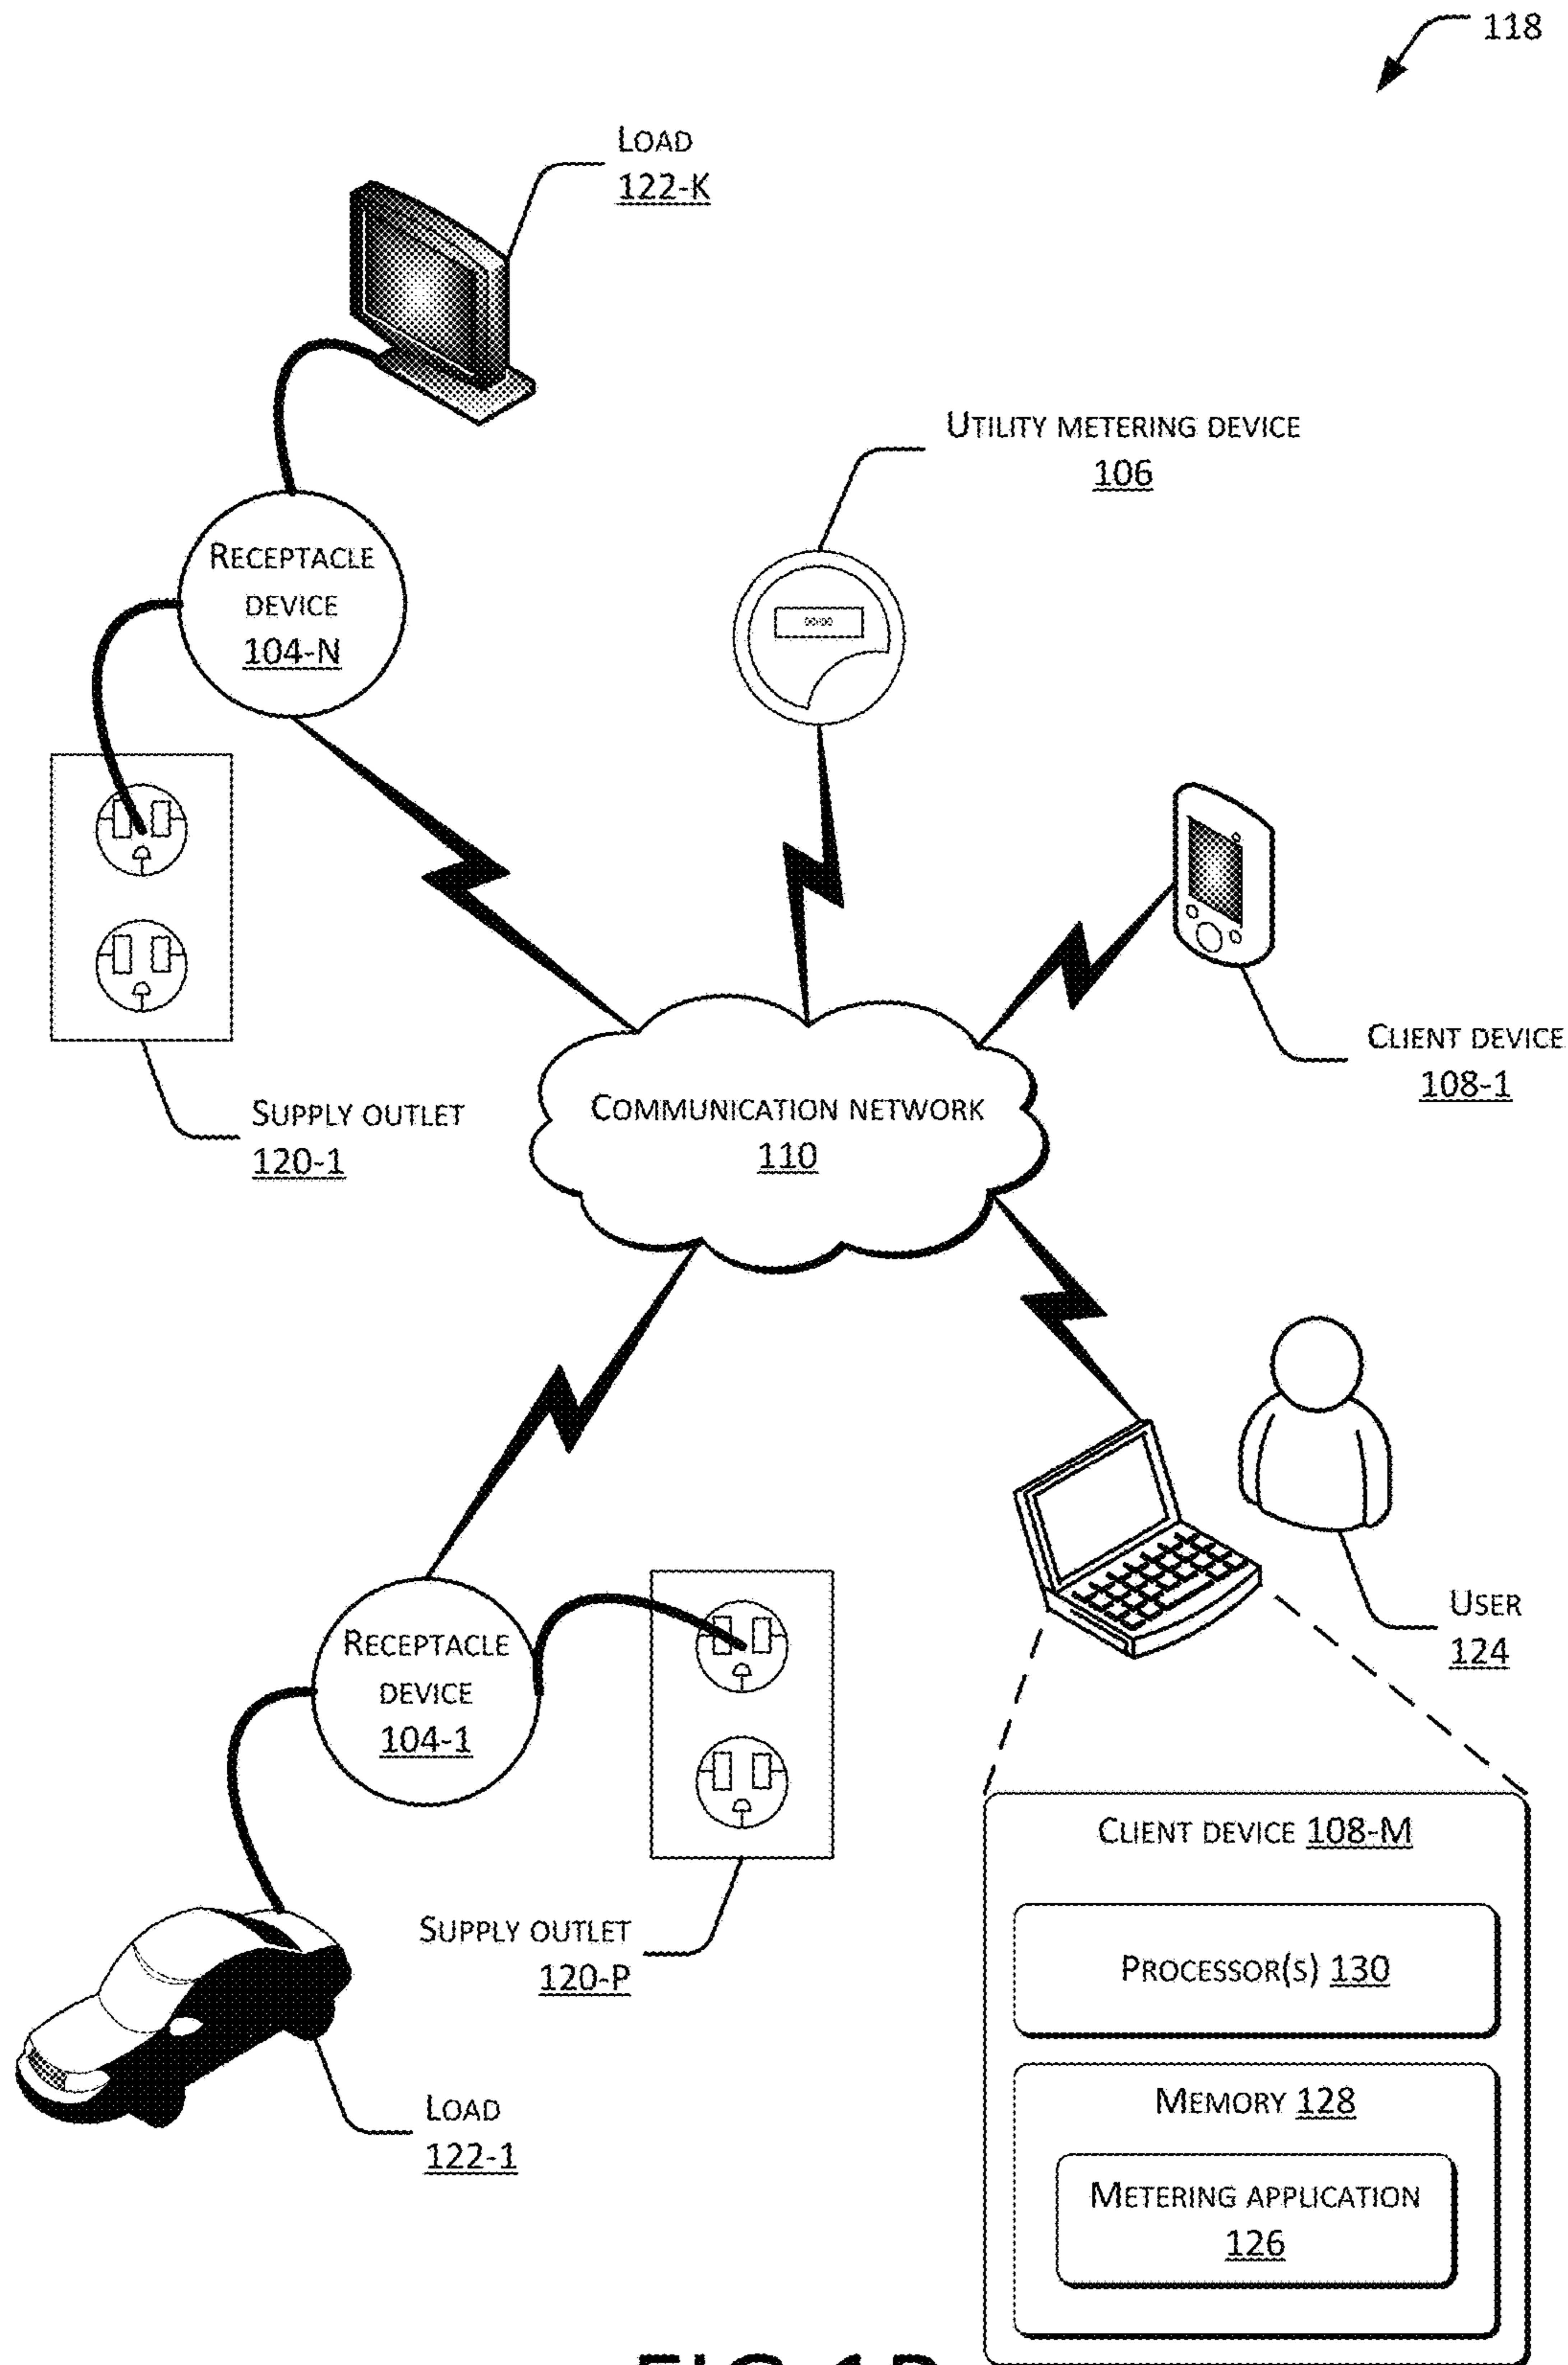 118
LOAD
122-K
UTILITY METERING DEVICE
106
RECEPTACLE
DEVICE
104-N
CLIENT DEVICE
108-1
SUPPLY OUTLET
120-1
COMMUNICATION NETWORK
110
USER
124
RECEPTACLE
DEVICE
104-1
CLIENT DEVICE 108-M
SUPPLY OUTLET
120-P
PROCESSOR(S) 130
MEMORY 128
LOAD
122-1
METERING APPLICATION
126